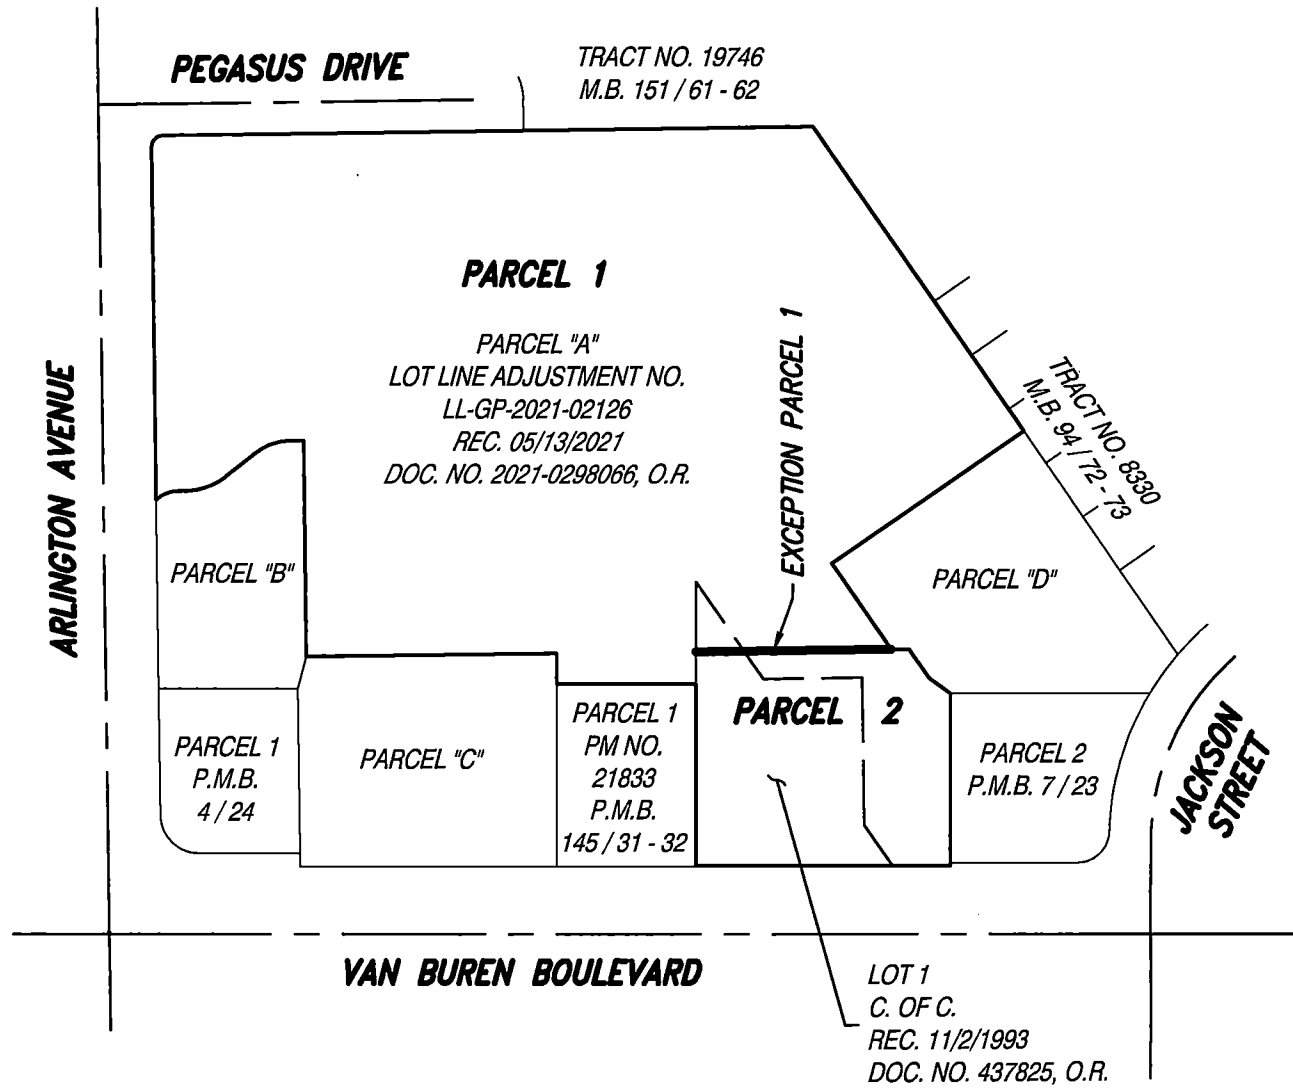 PEGASUS DRIVE
TRACT NO. 19746
M.B. 151 / 61 - 62
PARCEL 1
PARCEL "A"
LOT LINE ADJUSTMENT NO.
LL-GP-2021-02126
REC. 05/13/2021
DOC. NO. 2021-0298066, O.R.
EXCEPTION PARCEL 1
TRACT NO. 8330
M.B. 94 / 72 - 73
ARLINGTON AVENUE
PARCEL "B"
PARCEL "D"
PARCEL 1
P.M.B.
4 / 24
PARCEL "C"
PARCEL 1
PM NO.
21833
P.M.B.
145 / 31 - 32
PARCEL 2
PARCEL 2
P.M.B. 7 / 23
JACKSON
STREET
VAN BUREN BOULEVARD
LOT 1
C. OF C.
REC. 11/2/1993
DOC. NO. 437825, O.R.